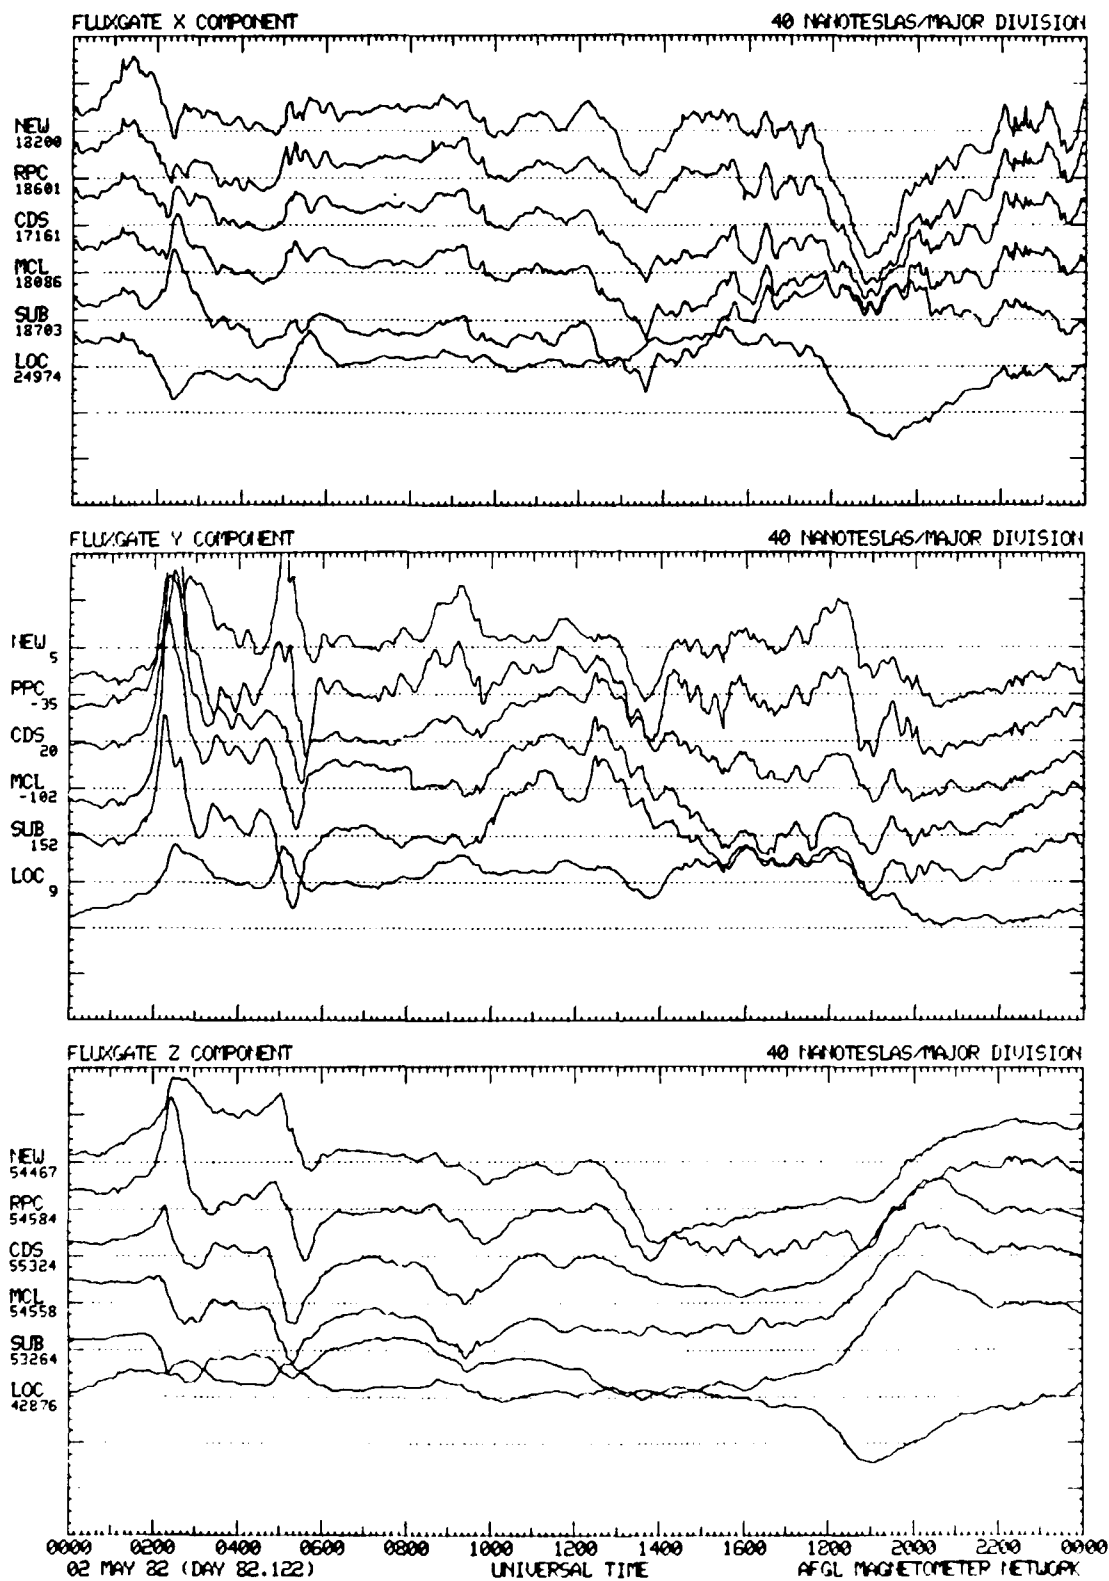 FLUXGATE X COMPONENT 40 NANOTESLAS/MAJOR DIVISION
NEW
18200
RPC
18601
CDS
17161
MCL
18086
SUB
18703
LOC
24974
FLUXGATE Y COMPONENT 40 NANOTESLAS/MAJOR DIVISION
NEW
5
RPC
-35
CDS
20
MCL
-102
SUB
152
LOC
9
FLUXGATE Z COMPONENT 40 NANOTESLAS/MAJOR DIVISION
NEW
54467
RPC
54584
CDS
55324
MCL
54558
SUB
53264
LOC
42876
0000 0200 0400 0600 0800 1000 1200 1400 1600 1800 2000 2200 0000
02 MAY 82 (DAY 82.122) UNIVERSAL TIME AFGL MAGNETOMETER NETWORK